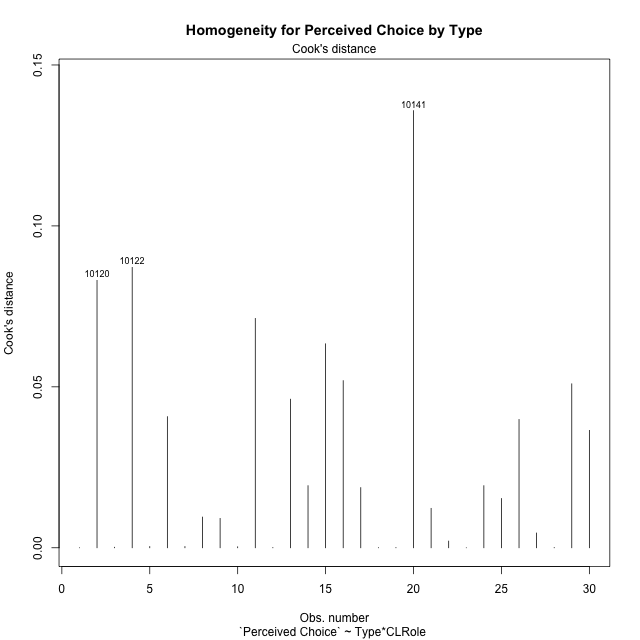 Homogeneity for Perceived Choice by Type
Cook's distance
0.15
10141
0.10
10122
10120
Cook's distance
0.05
0.00
0 5 10 15 20 25 30
Obs. number
`Perceived Choice` ~ Type*CLRole